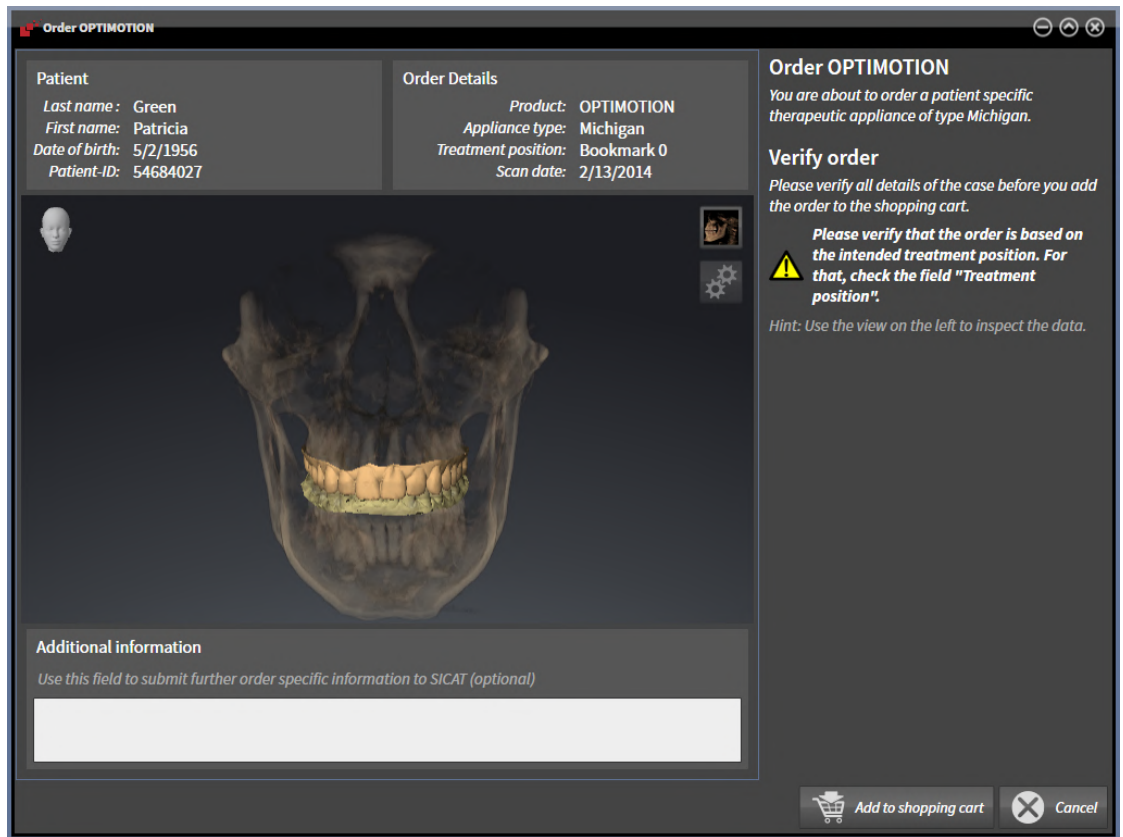 Order OPTIMOTION
Patient
Last name : Green
First name: Patricia
Date of birth: 5/2/1956
Patient-ID: 54684027
Order Details
Product: OPTIMOTION
Appliance type: Michigan
Treatment position: Bookmark 0
Scan date: 2/13/2014
Additional information
Use this field to submit further order specific information to SICAT (optional)
Order OPTIMOTION
You are about to order a patient specific
therapeutic appliance of type Michigan.
Verify order
Please verify all details of the case before you add
the order to the shopping cart.
Please verify that the order is based on
the intended treatment position. For
that, check the field "Treatment
position".
Hint: Use the view on the left to inspect the data.
Add to shopping cart
Cancel